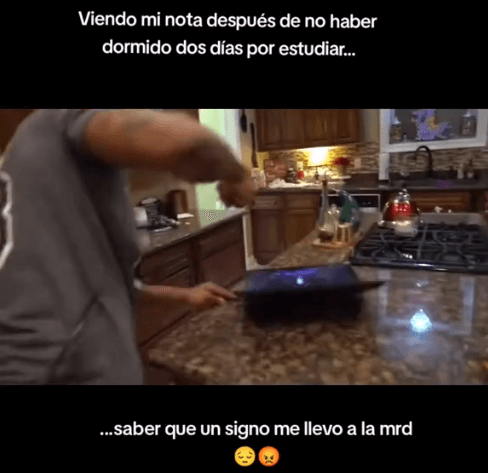 Viendo mi nota después de no haber
dormido dos días por estudiar...
...saber que un signo me llevo a la mrd
😔😡